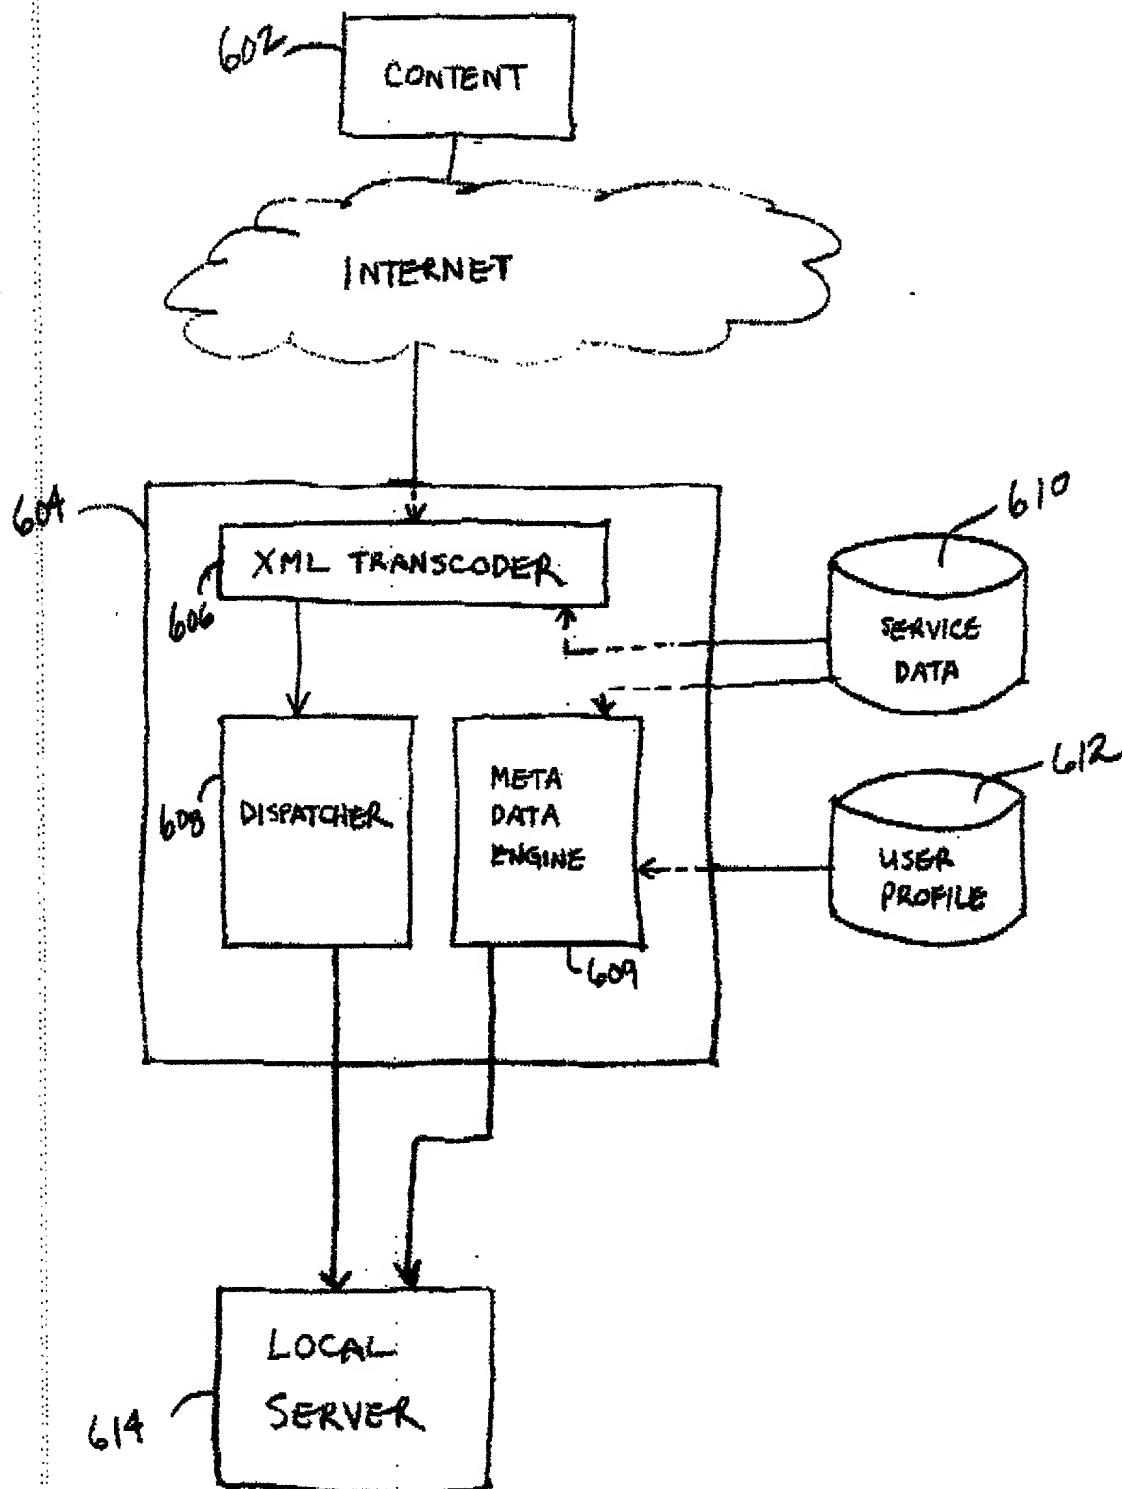 602
CONTENT
INTERNET
604
610
XML TRANSCODER
606
SERVICE
DATA
612
META
DATA
ENGINE
608
DISPATCHER
USER
PROFILE
609
LOCAL
SERVER
614